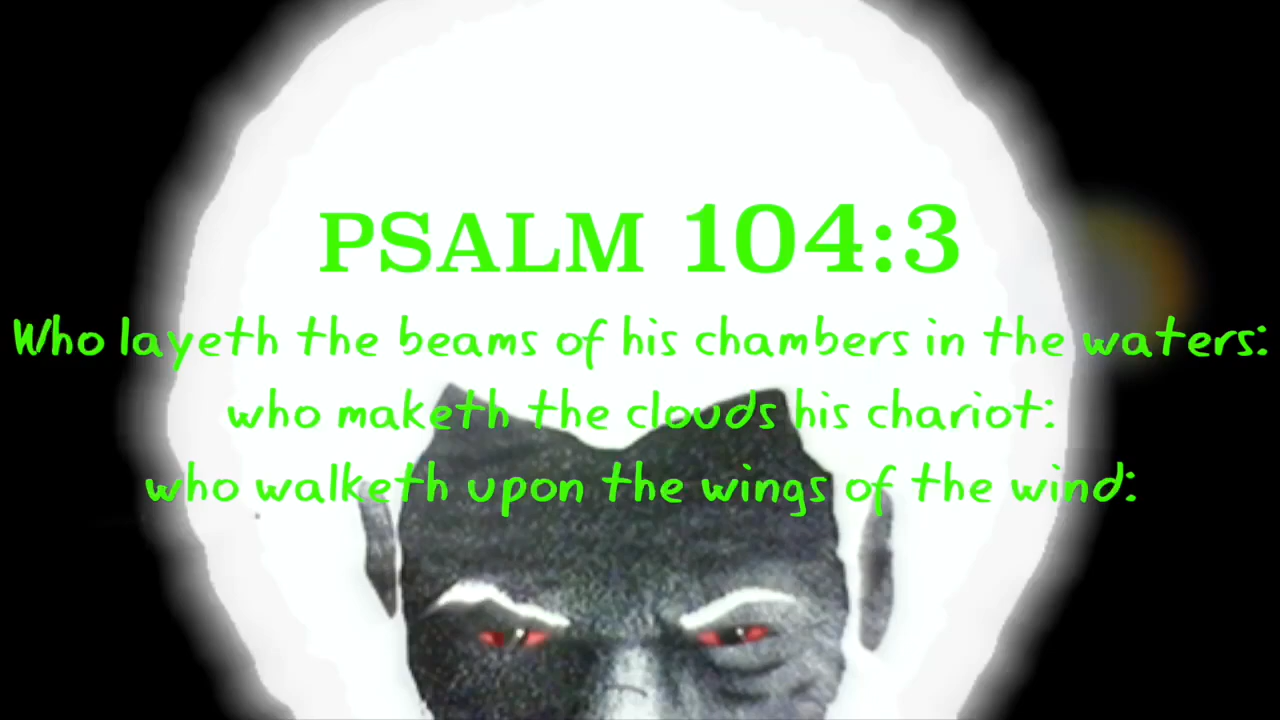 PSALM 104:3
Who layeth the beams of his chambers in the waters:
who maketh the clouds his chariot:
who walketh upon the wings of the wind: